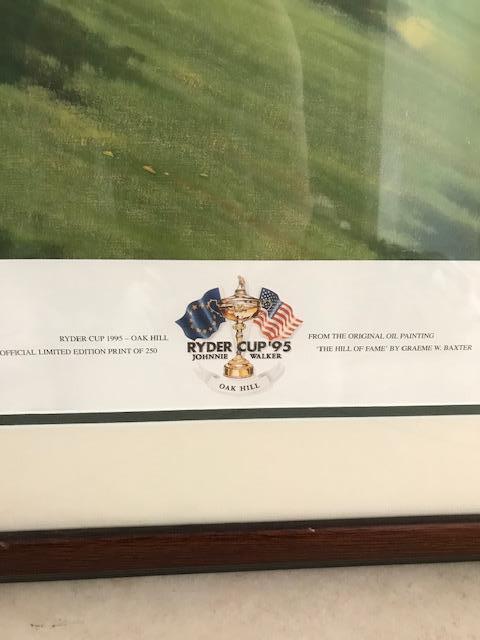 RYDER CUP 1995 – OAK HILL
OFFICIAL LIMITED EDITION PRINT OF 250
RYDER CUP '95
JOHNNIE WALKER
OAK HILL
FROM THE ORIGINAL OIL PAINTING
'THE HILL OF FAME' BY GRAEME W. BAXTER